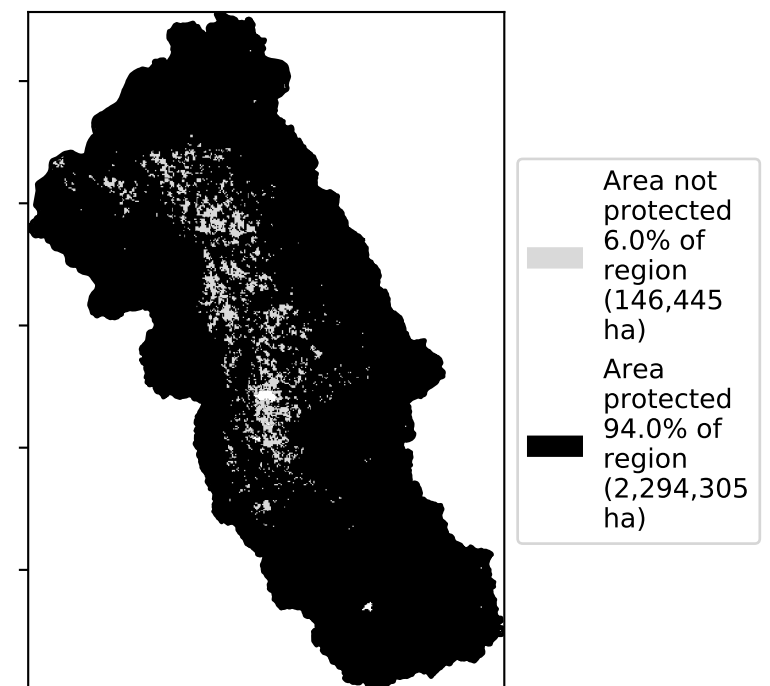 Area not
protected
6.0% of
region
(146,445
ha)
Area
protected
94.0% of
region
(2,294,305
ha)